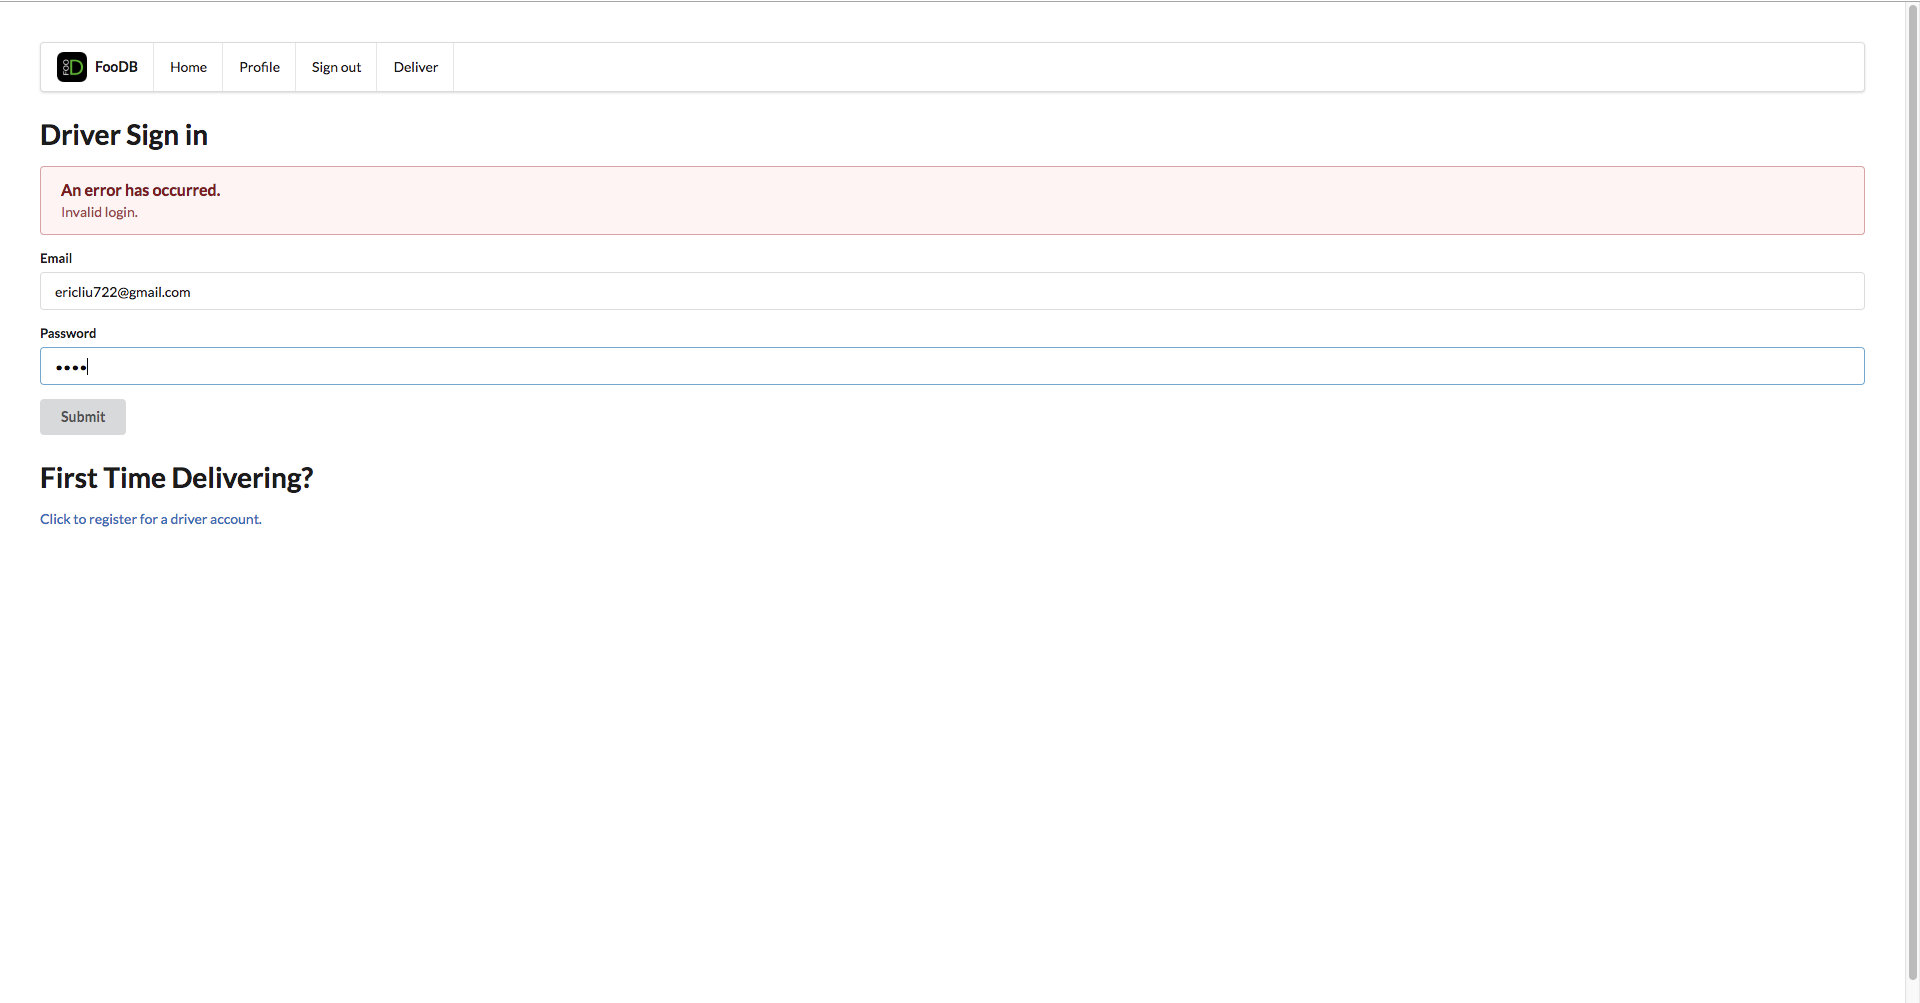 FOO D FooDB Home Profile Sign out Deliver
Driver Sign in
An error has occurred.
Invalid login.
Email
ericliu722@gmail.com
Password
••••
Submit
First Time Delivering?
Click to register for a driver account.